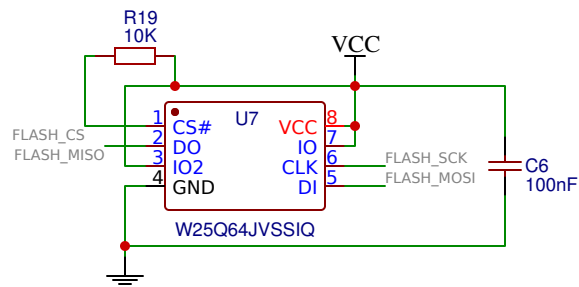 R19
10K
VCC
U7
1 CS#
2 DO
3 IO2
4 GND
8 VCC
7 IO
6 CLK
5 DI
FLASH_CS
FLASH_MISO
FLASH_SCK
FLASH_MOSI
C6
100nF
W25Q64JVSSIQ